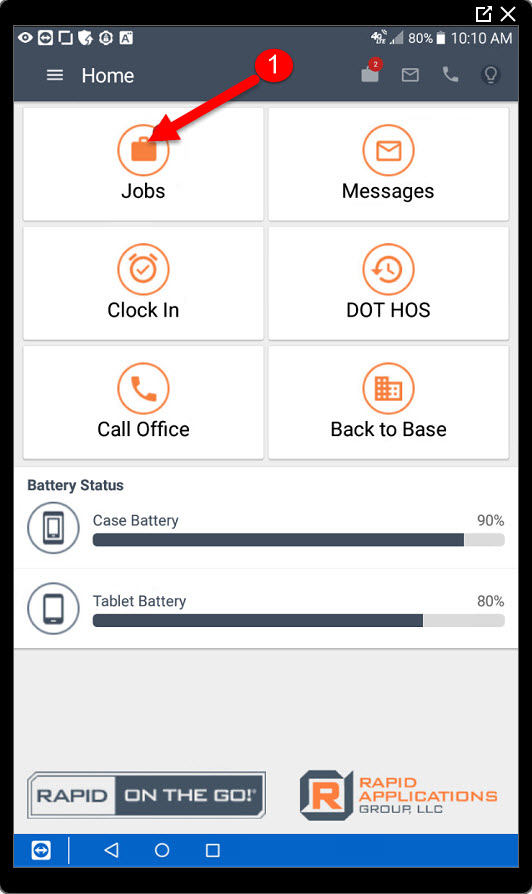 4G 80% 10:10 AM
Home
1
2
Jobs
Messages
Clock In
DOT HOS
Call Office
Back to Base
Battery Status
Case Battery 90%
Tablet Battery 80%
RAPID ON THE GO!®
R RAPID
APPLICATIONS
GROUP, LLC